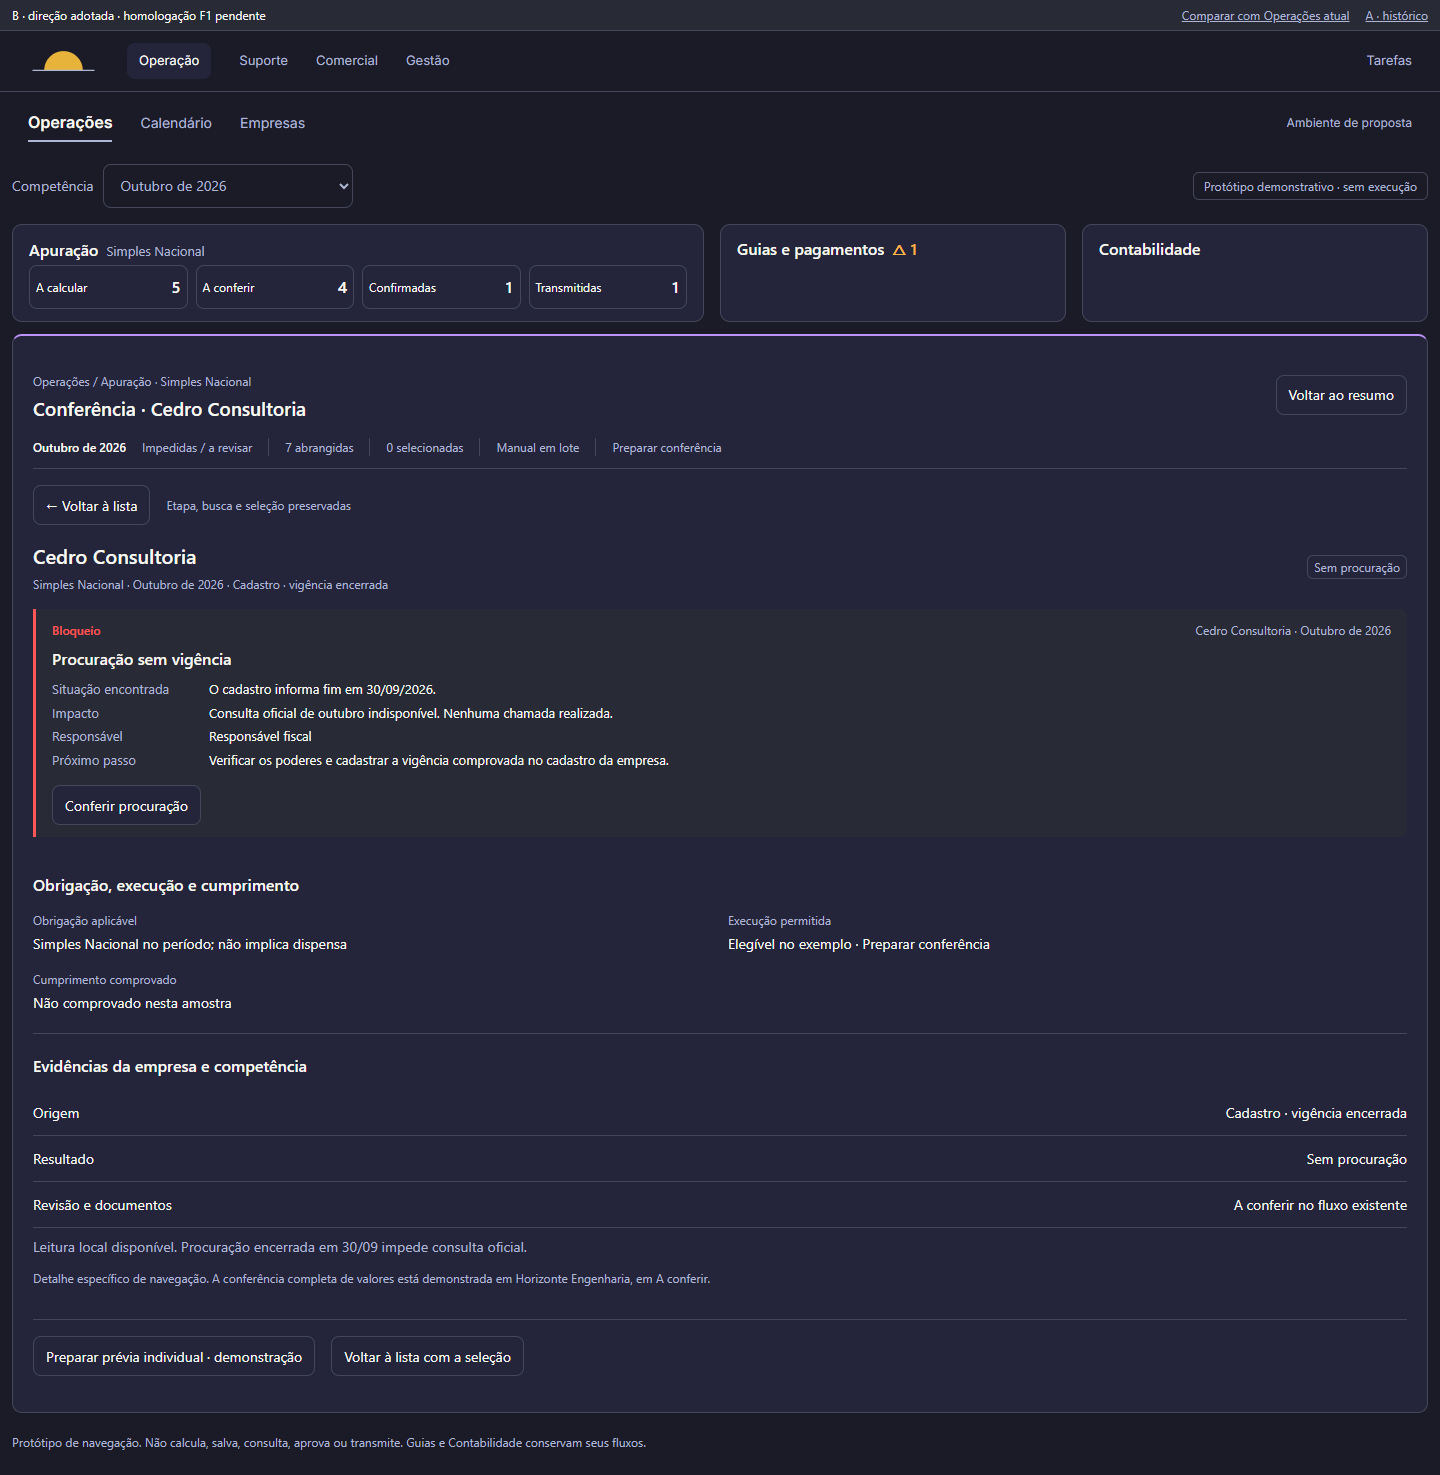 B · direção adotada · homologação F1 pendente
Comparar com Operações atual
A · histórico
Operação
Suporte
Comercial
Gestão
Tarefas
Operações
Calendário
Empresas
Ambiente de proposta
Competência
Outubro de 2026
Protótipo demonstrativo · sem execução
Apuração Simples Nacional
A calcular 5
A conferir 4
Confirmadas 1
Transmitidas 1
Guias e pagamentos △ 1
Contabilidade
Operações / Apuração · Simples Nacional
Conferência · Cedro Consultoria
Voltar ao resumo
Outubro de 2026
Impedidas / a revisar
7 abrangidas
0 selecionadas
Manual em lote
Preparar conferência
← Voltar à lista
Etapa, busca e seleção preservadas
Cedro Consultoria
Simples Nacional · Outubro de 2026 · Cadastro · vigência encerrada
Sem procuração
Bloqueio
Cedro Consultoria · Outubro de 2026
Procuração sem vigência
Situação encontrada O cadastro informa fim em 30/09/2026.
Impacto Consulta oficial de outubro indisponível. Nenhuma chamada realizada.
Responsável Responsável fiscal
Próximo passo Verificar os poderes e cadastrar a vigência comprovada no cadastro da empresa.
Conferir procuração
Obrigação, execução e cumprimento
Obrigação aplicável
Simples Nacional no período; não implica dispensa
Execução permitida
Elegível no exemplo · Preparar conferência
Cumprimento comprovado
Não comprovado nesta amostra
Evidências da empresa e competência
Origem Cadastro · vigência encerrada
Resultado Sem procuração
Revisão e documentos A conferir no fluxo existente
Leitura local disponível. Procuração encerrada em 30/09 impede consulta oficial.
Detalhe específico de navegação. A conferência completa de valores está demonstrada em Horizonte Engenharia, em A conferir.
Preparar prévia individual · demonstração
Voltar à lista com a seleção
Protótipo de navegação. Não calcula, salva, consulta, aprova ou transmite. Guias e Contabilidade conservam seus fluxos.